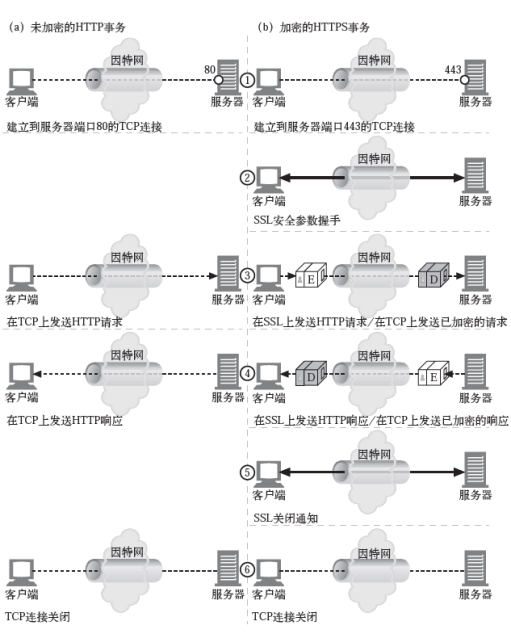 (a) 未加密的HTTP事务 (b) 加密的HTTPS事务
因特网 因特网
80 ① 443
客户端 服务器 客户端 服务器
建立到服务器端口80的TCP连接 建立到服务器端口443的TCP连接
因特网
②
客户端 服务器
SSL安全参数握手
因特网 因特网
③ E D
客户端 服务器 客户端 服务器
在TCP上发送HTTP请求 在SSL上发送HTTP请求/在TCP上发送已加密的请求
因特网 因特网
④ D E
客户端 服务器 客户端 服务器
在TCP上发送HTTP响应 在SSL上发送HTTP响应/在TCP上发送已加密的响应
因特网
⑤
客户端 服务器
SSL关闭通知
因特网 因特网
⑥
客户端 服务器 客户端 服务器
TCP连接关闭 TCP连接关闭